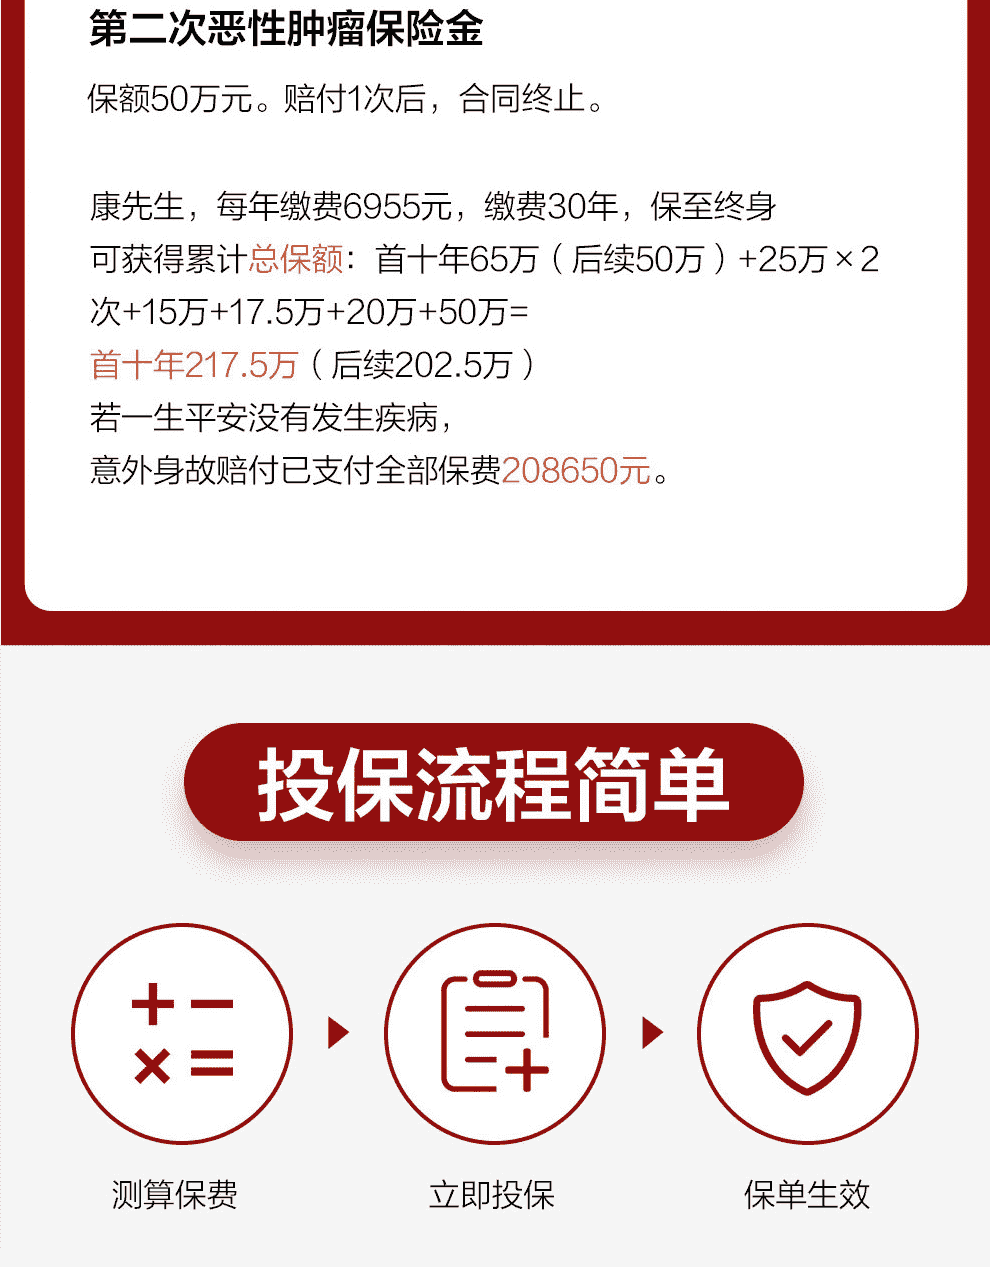 第二次恶性肿瘤保险金
保额50万元。赔付1次后，合同终止。
康先生，每年缴费6955元，缴费30年，保至终身
可获得累计总保额：首十年65万（后续50万）+25万×2
次+15万+17.5万+20万+50万=
首十年217.5万（后续202.5万）
若一生平安没有发生疾病，
意外身故赔付已支付全部保费208650元。
投保流程简单
测算保费
立即投保
保单生效